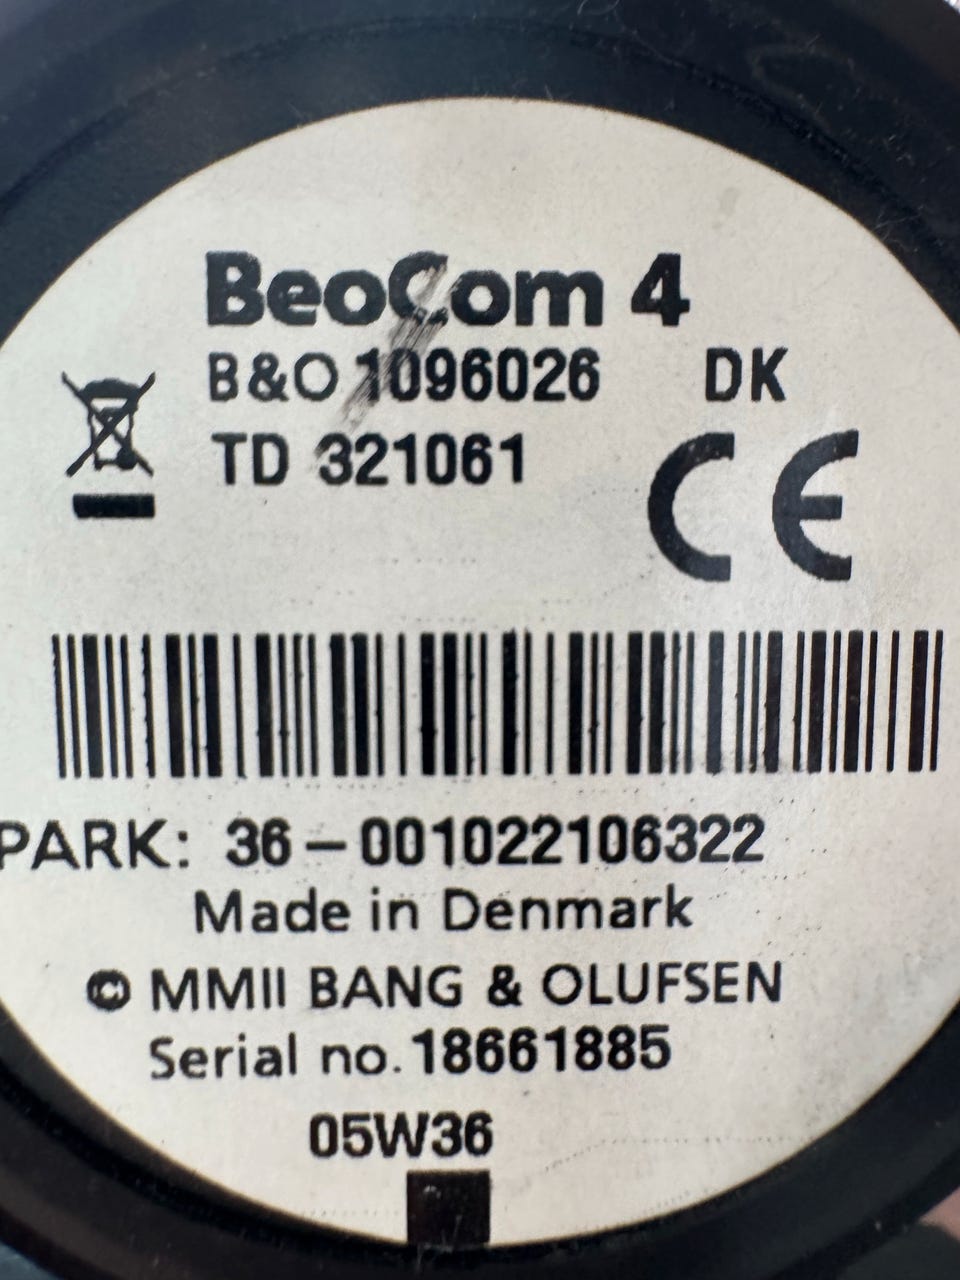 BeoCom 4
B&O 1096026 DK
TD 321061
CE
PARK: 36-001022106322
Made in Denmark
© MMII BANG & OLUFSEN
Serial no. 18661885
05W36